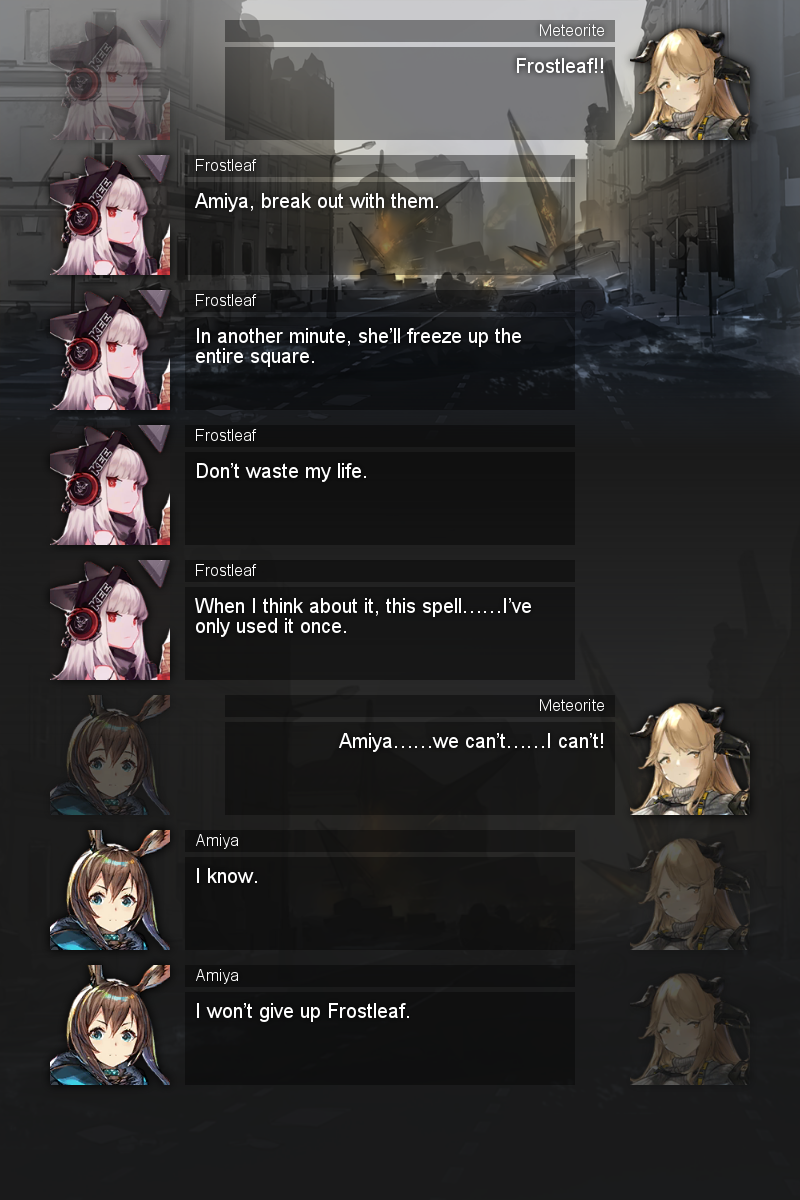 Meteorite
Frostleaf!!
Frostleaf
Amiya, break out with them.
Frostleaf
In another minute, she'll freeze up the
entire square.
Frostleaf
Don't waste my life.
Frostleaf
When I think about it, this spell......I've
only used it once.
Meteorite
Amiya......we can't......I can't!
Amiya
I know.
Amiya
I won't give up Frostleaf.